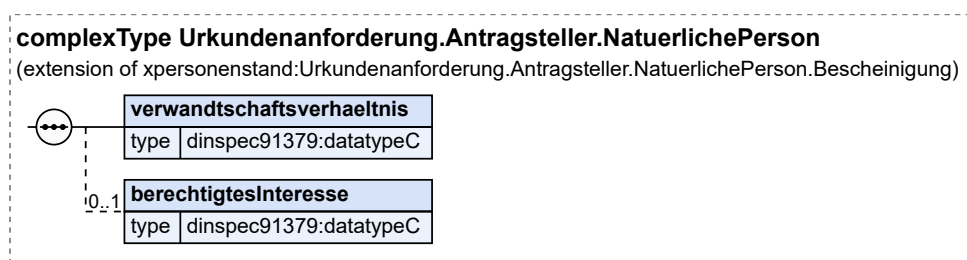 complexType Urkundenanforderung.Antragsteller.NatuerlichePerson
(extension of xpersonenstand:Urkundenanforderung.Antragsteller.NatuerlichePerson.Bescheinigung)
verwandtschaftsverhaeltnis
type dinspec91379:datatypeC
0..1 berechtigtesInteresse
type dinspec91379:datatypeC